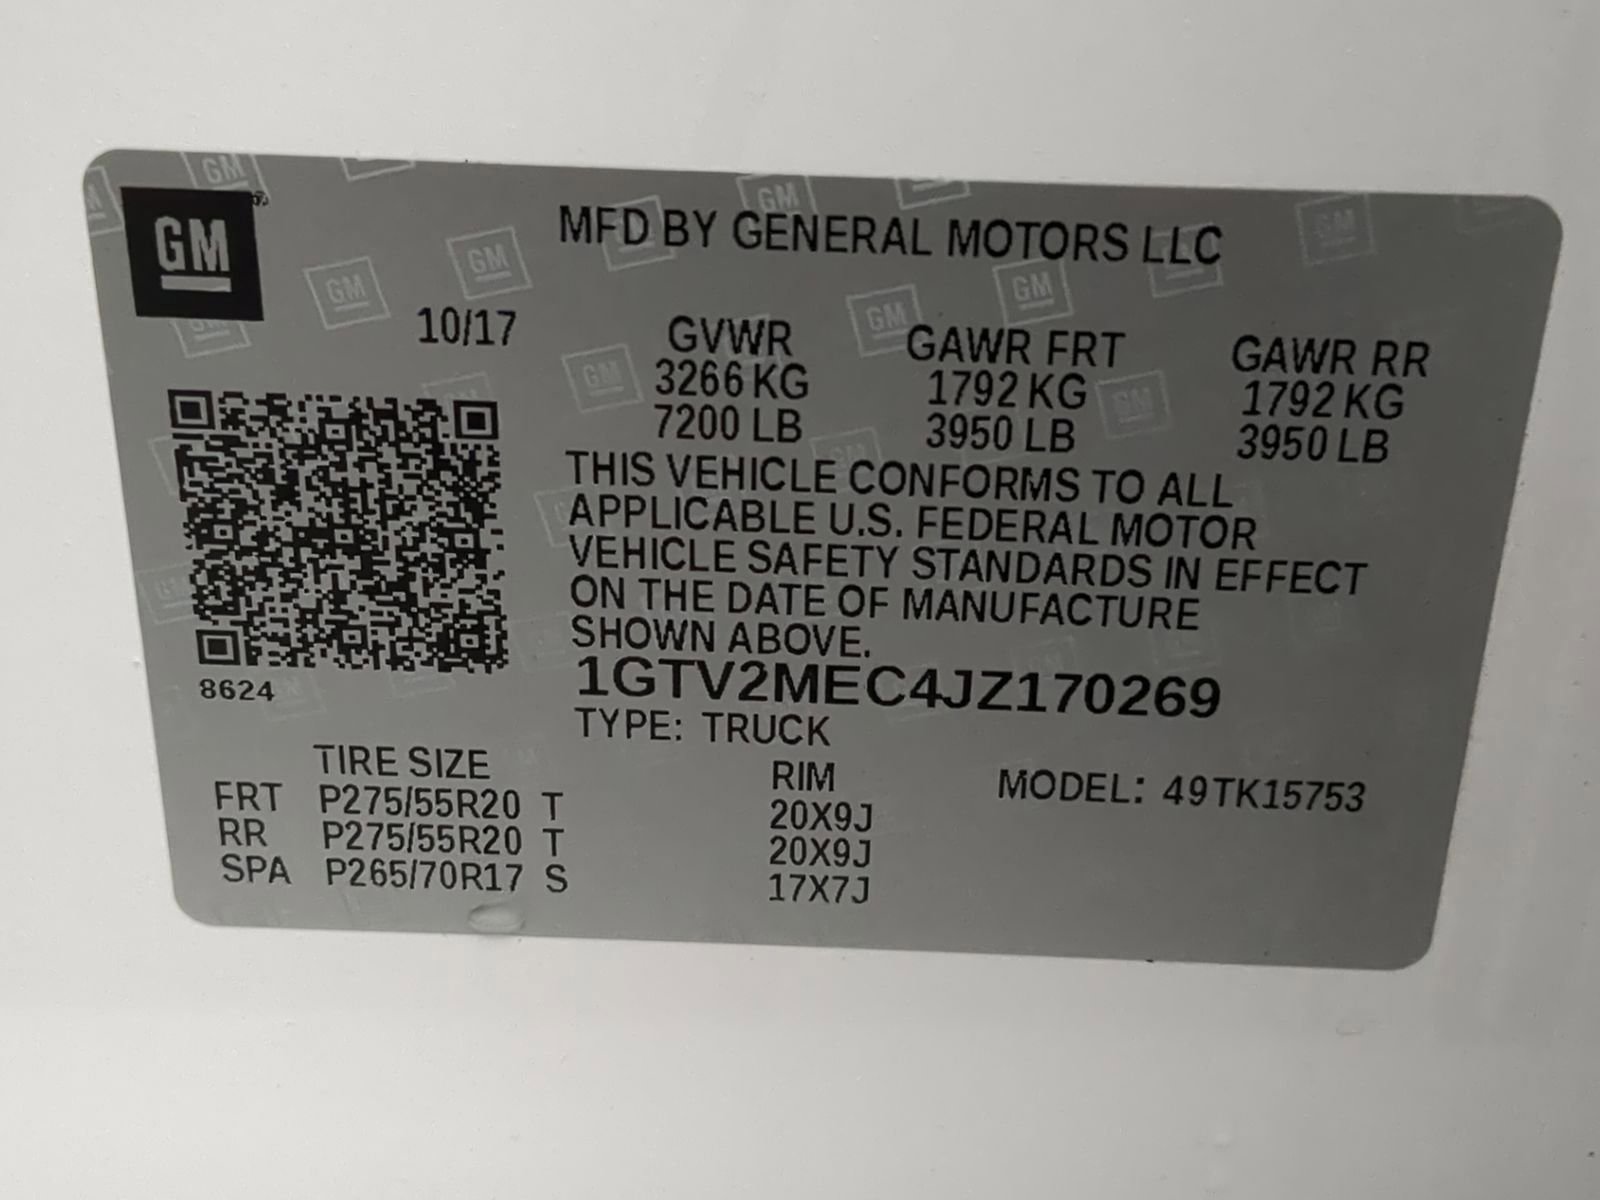 GM
MFD BY GENERAL MOTORS LLC
10/17
GVWR GAWR FRT GAWR RR
3266 KG 1792 KG 1792 KG
7200 LB 3950 LB 3950 LB
THIS VEHICLE CONFORMS TO ALL
APPLICABLE U.S. FEDERAL MOTOR
VEHICLE SAFETY STANDARDS IN EFFECT
ON THE DATE OF MANUFACTURE
SHOWN ABOVE.
8624
1GTV2MEC4JZ170269
TYPE: TRUCK
TIRE SIZE RIM MODEL: 49TK15753
FRT P275/55R20 T 20X9J
RR P275/55R20 T 20X9J
SPA P265/70R17 S 17X7J